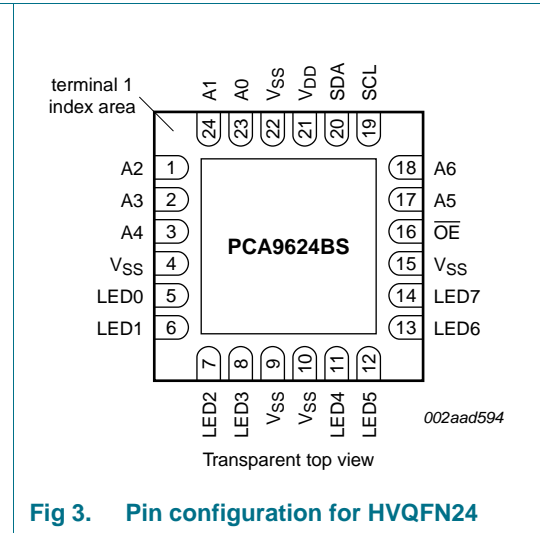 terminal 1
index area
A1 A0 VSS VDD SDA SCL
24 23 22 21 20 19
A2 1 18 A6
A3 2 17 A5
A4 3 16 O̅E̅
VSS 4 15 VSS
LED0 5 14 LED7
LED1 6 13 LED6
PCA9624BS
7 8 9 10 11 12
LED2 LED3 VSS VSS LED4 LED5
002aad594
Transparent top view
Fig 3. Pin configuration for HVQFN24